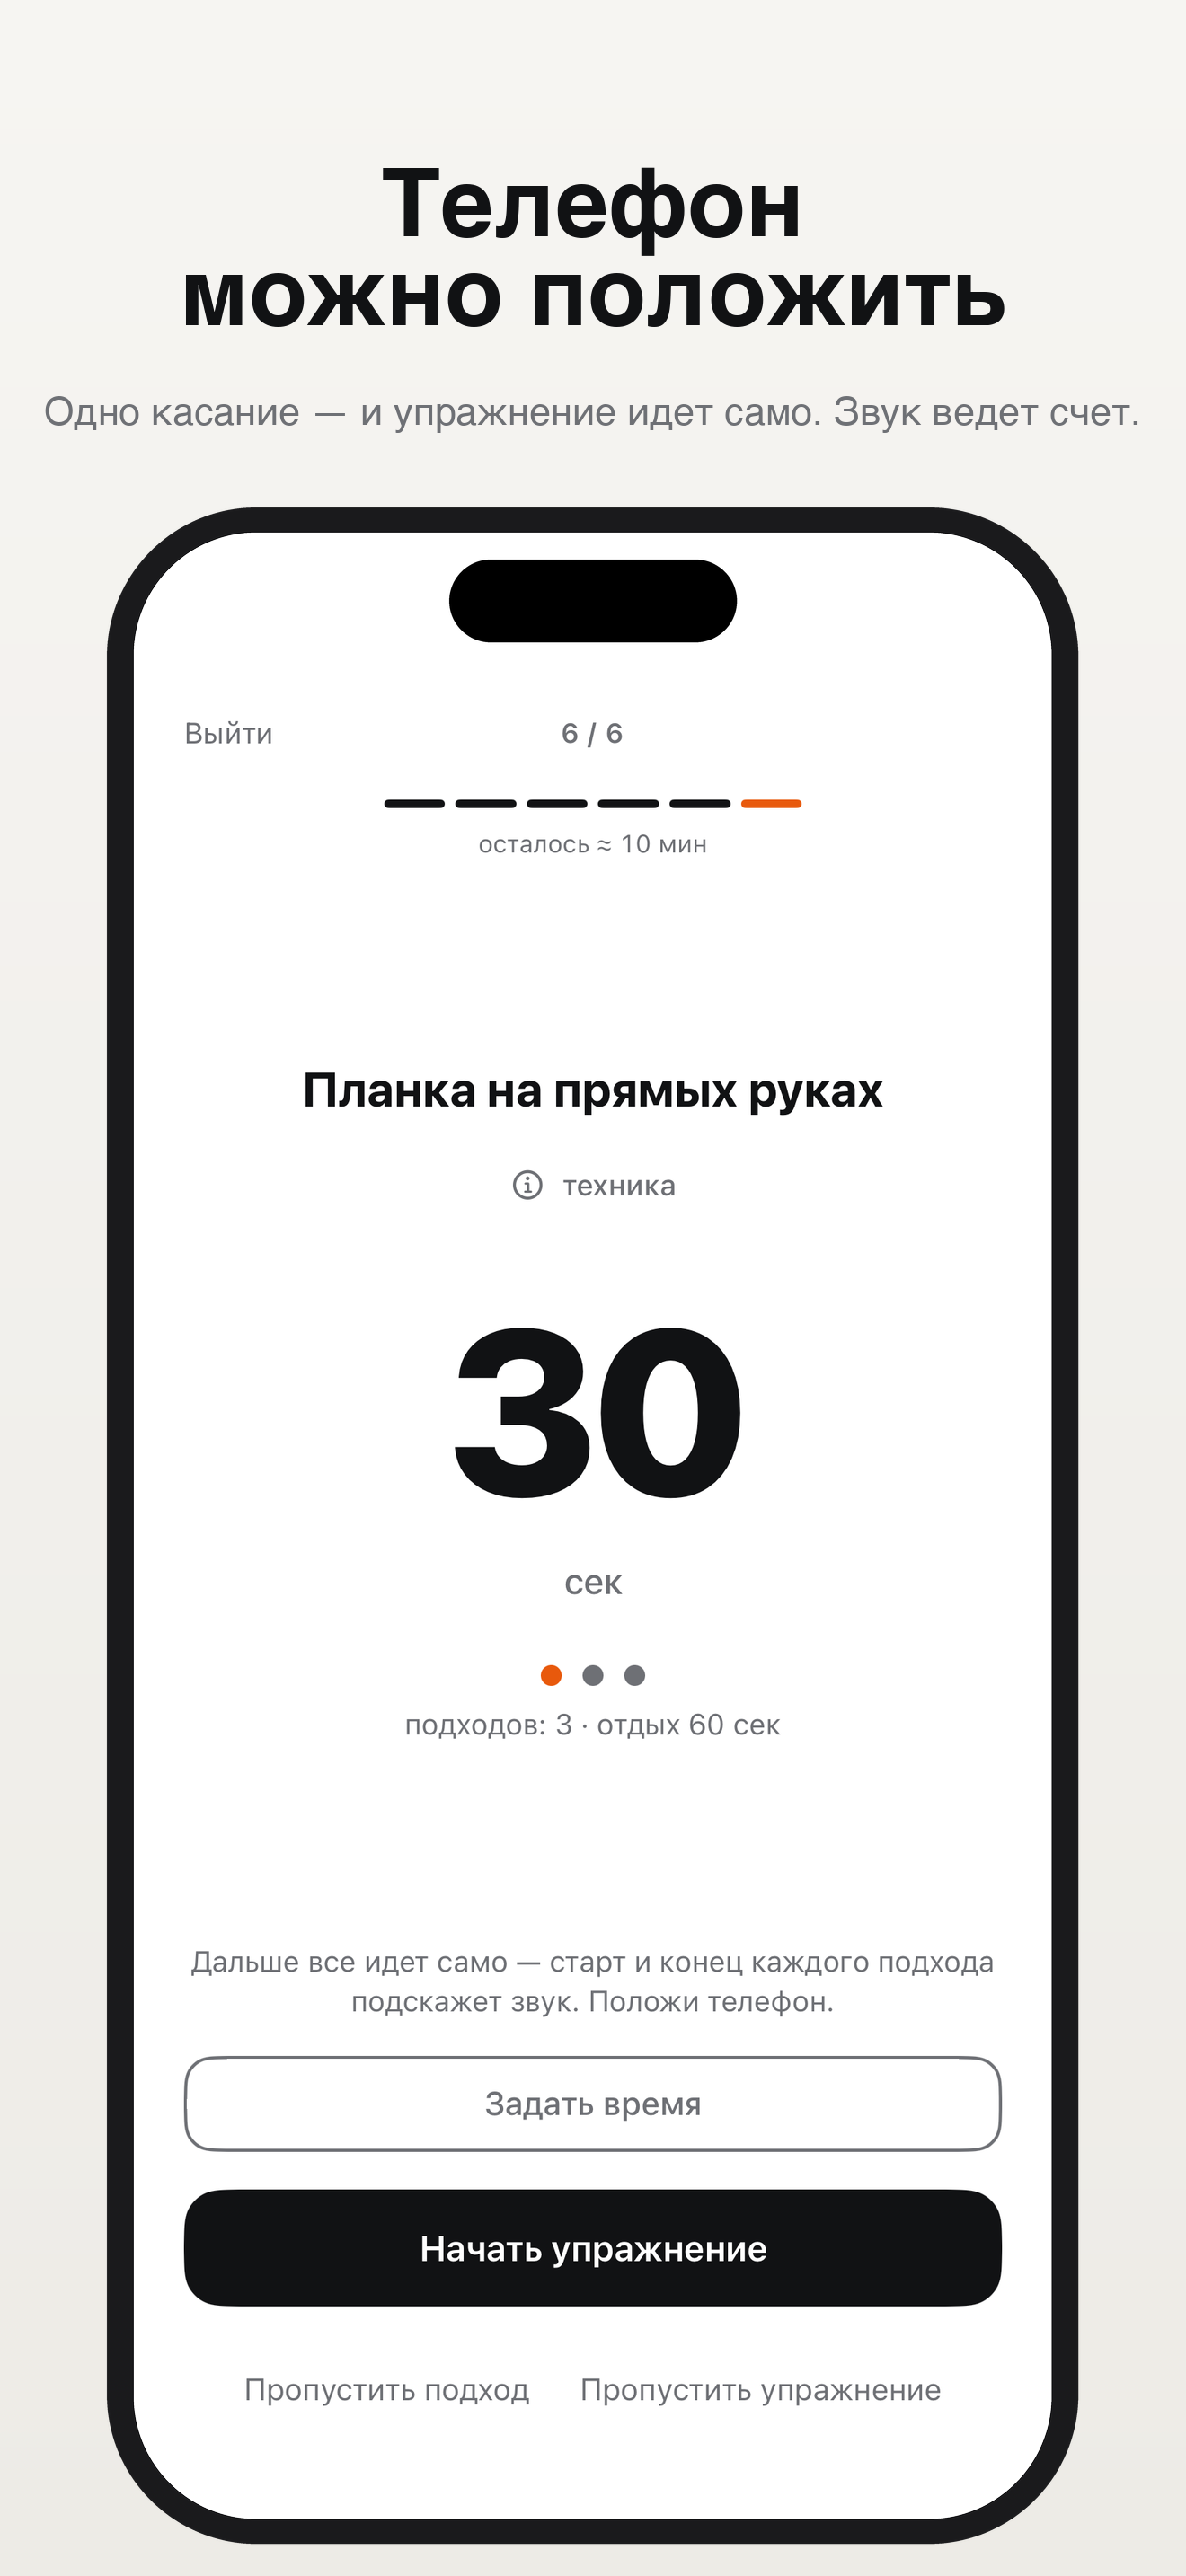 Телефон
можно положить
Одно касание — и упражнение идет само. Звук ведет счет.
Выйти
6 / 6
осталось ≈ 10 мин
Планка на прямых руках
техника
30
сек
подходов: 3 · отдых 60 сек
Дальше все идет само — старт и конец каждого подхода
подскажет звук. Положи телефон.
Задать время
Начать упражнение
Пропустить подход Пропустить упражнение